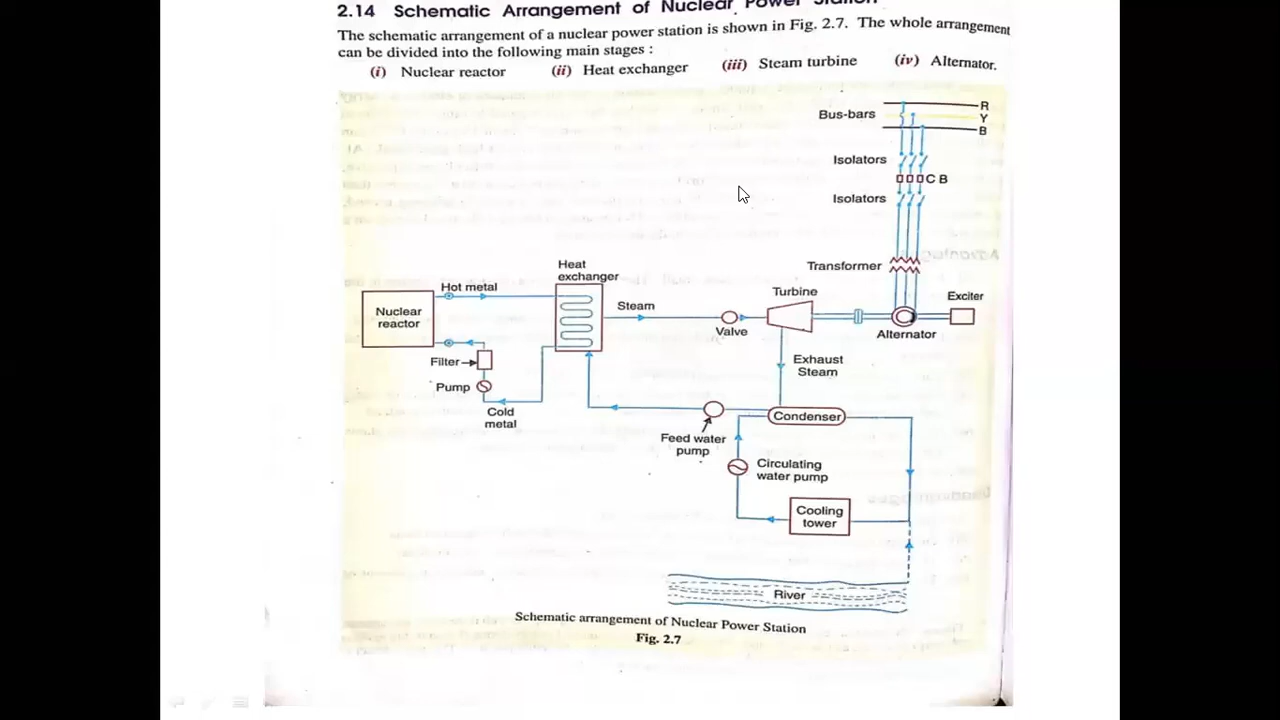 2.14 Schematic Arrangement of Nuclear Power Station
The schematic arrangement of a nuclear power station is shown in Fig. 2.7. The whole arrangement
can be divided into the following main stages :
(i) Nuclear reactor (ii) Heat exchanger (iii) Steam turbine (iv) Alternator.
R
Bus-bars
Y
B
Isolators
C B
Isolators
Transformer
Heat
exchanger
Hot metal
Turbine
Exciter
Steam
Nuclear
reactor
Valve
Alternator
Filter
Exhaust
Steam
Pump
Cold
metal
Condenser
Feed water
pump
Circulating
water pump
Cooling
tower
River
Schematic arrangement of Nuclear Power Station
Fig. 2.7